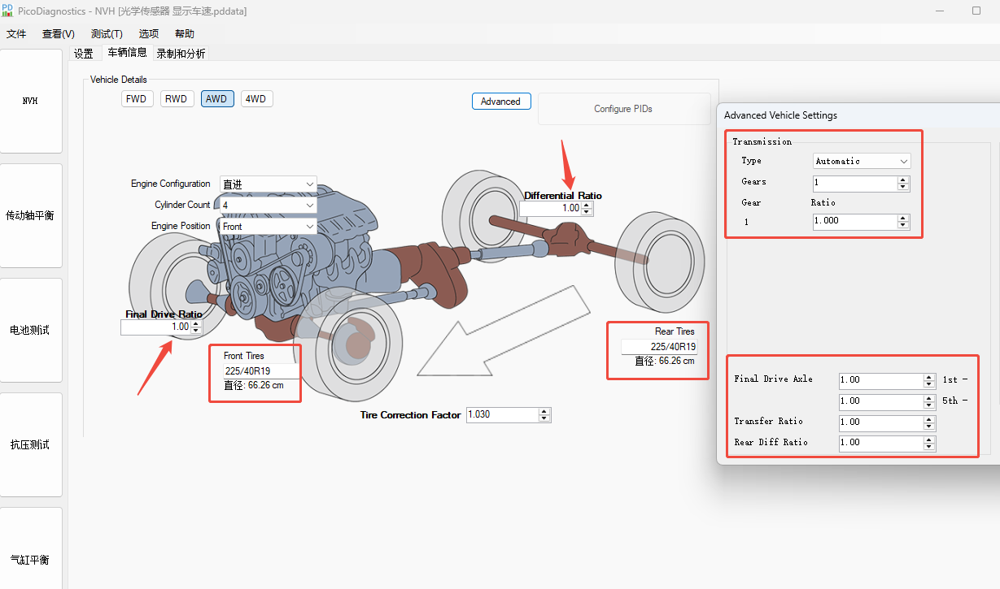 PicoDiagnostics - NVH [光学传感器 显示车速.pddata]
文件 查看(V) 测试(T) 选项 帮助
设置 车辆信息 录制和分析
NVH
传动轴平衡
电池测试
抗压测试
气缸平衡
Vehicle Details
FWD RWD AWD 4WD
Advanced
Configure PIDs
Engine Configuration 直进
Cylinder Count 4
Engine Position Front
Differential Ratio
1.00
Final Drive Ratio
1.00
Front Tires
225/40R19
直径: 66.26 cm
Rear Tires
225/40R19
直径: 66.26 cm
Tire Correction Factor 1.030
Advanced Vehicle Settings
Transmission
Type Automatic
Gears 1
Gear Ratio
1 1.000
Final Drive Axle 1.00 1st -
1.00 5th -
Transfer Ratio 1.00
Rear Diff Ratio 1.00